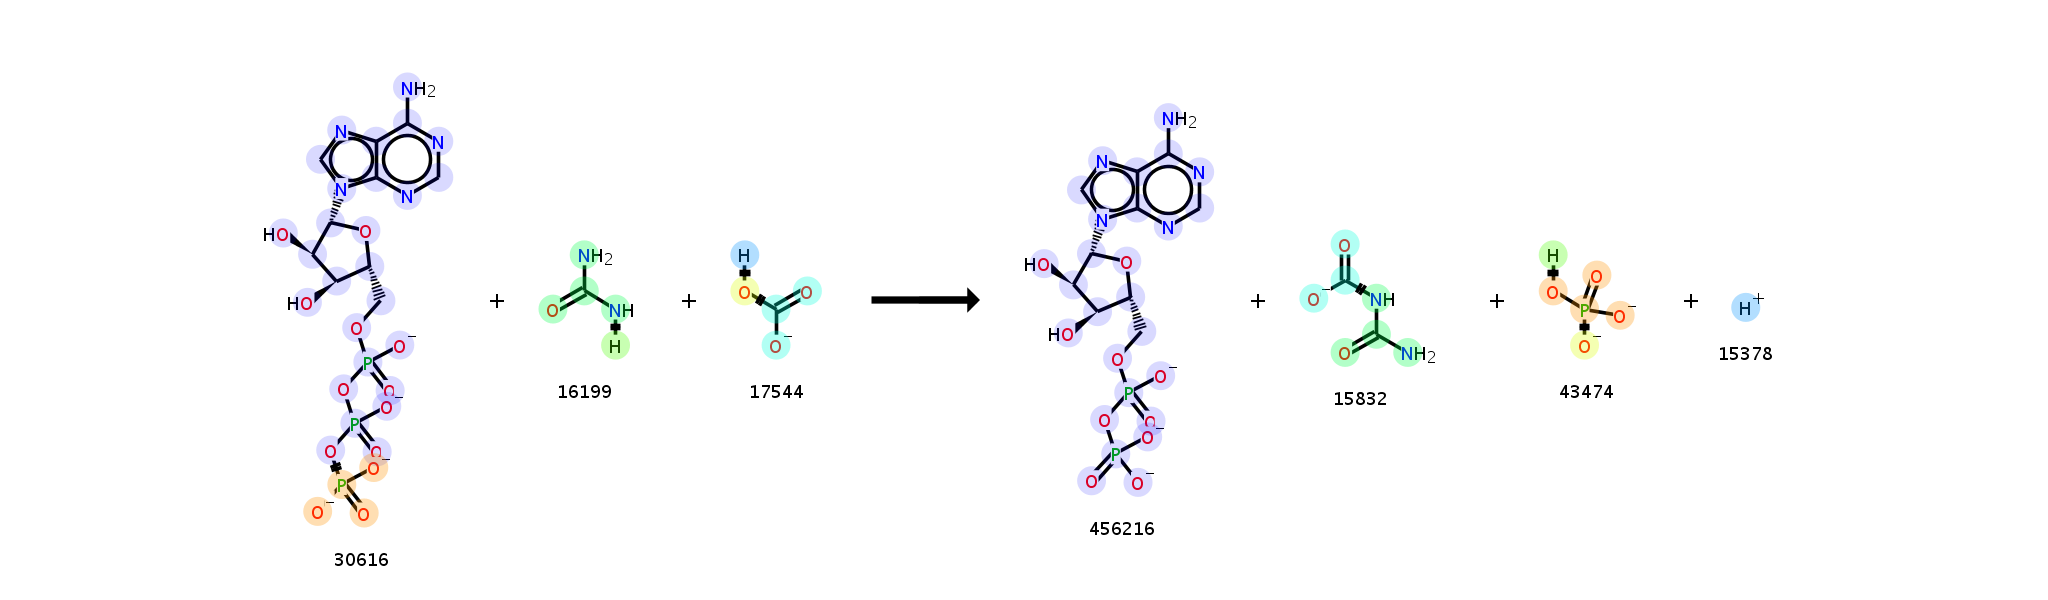 NH2
N
N
N
N
HO
O
HO
O
O−
P
O
O
O−
P
O
O
O−
P
O−
O
30616
+
NH2
O
NH
H
16199
+
H
O
O
O−
17544
NH2
N
N
N
N
HO
O
HO
O
O−
P
O
O
O−
P
O
O−
456216
+
O
O−
NH
O
NH2
15832
+
H
O
O
P
O−
O−
43474
+
H+
15378